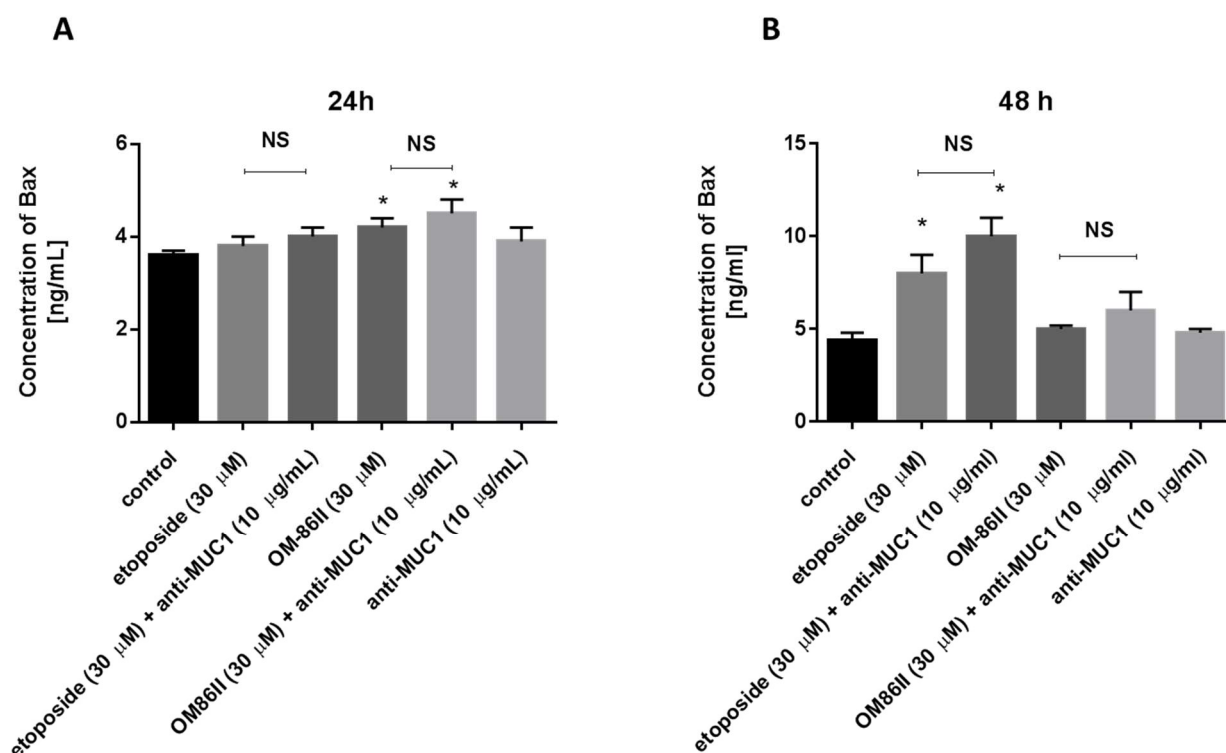 A
24h
Concentration of Bax
[ng/mL]
6
4
2
0
NS
NS
*
*
control
etoposide (30 μM)
etoposide (30 μM) + anti-MUC1 (10 μg/mL)
OM-86II (30 μM)
OM86II (30 μM) + anti-MUC1 (10 μg/mL)
anti-MUC1 (10 μg/mL)
B
48 h
Concentration of Bax
[ng/ml]
15
10
5
0
NS
NS
*
*
control
etoposide (30 μM)
etoposide (30 μM) + anti-MUC1 (10 μg/ml)
OM-86II (30 μM)
OM86II (30 μM) + anti-MUC1 (10 μg/ml)
anti-MUC1 (10 μg/ml)